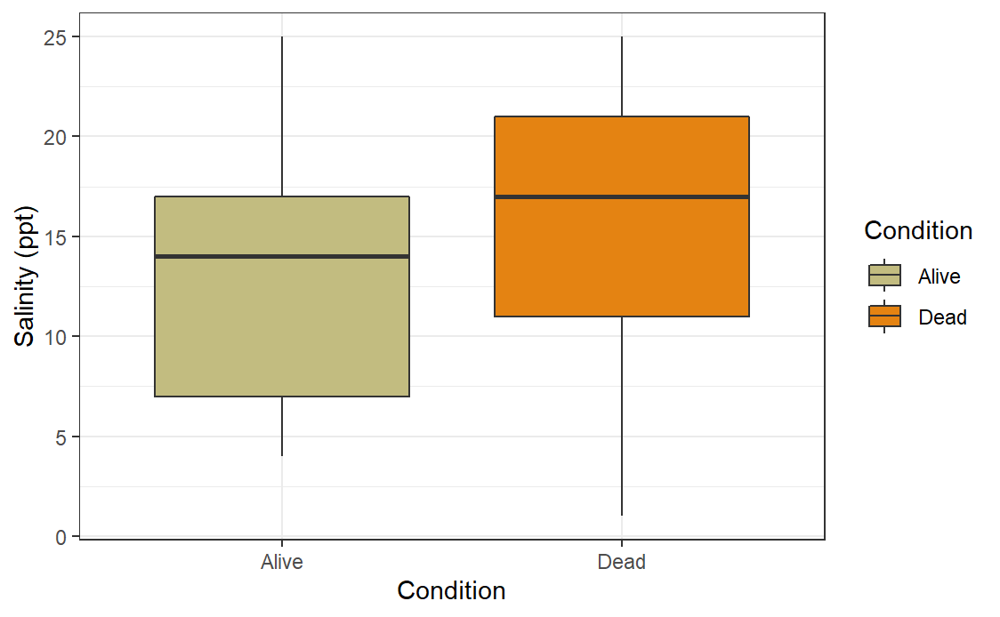 Salinity (ppt)
25
20
15
10
5
0
Alive
Dead
Condition
Condition
Alive
Dead